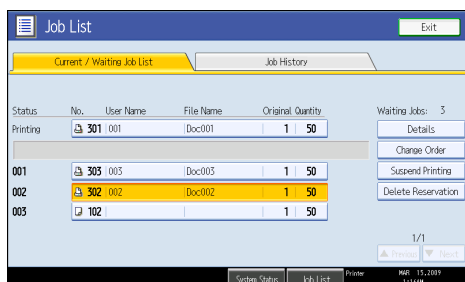 Job List
Exit
Current / Waiting Job List
Job History
Status No. User Name File Name Original Quantity Waiting Jobs: 3
Printing 301 001 Doc001 1 50 Details
Change Order
001 303 003 Doc003 1 50 Suspend Printing
002 302 002 Doc002 1 50 Delete Reservation
003 102 1 50
1/1
Previous Next
System Status Job List Printer MAR 15,2009